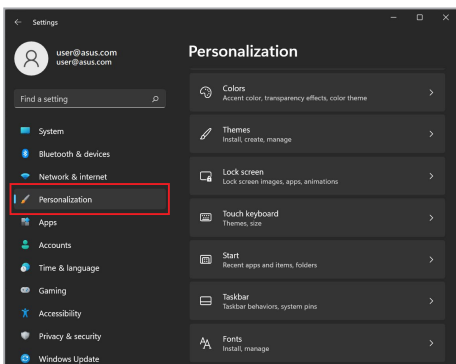 Settings
user@asus.com
user@asus.com
Find a setting
System
Bluetooth & devices
Network & internet
Personalization
Apps
Accounts
Time & language
Gaming
Accessibility
Privacy & security
Windows Update
Personalization
Colors
Accent color, transparency effects, color theme
Themes
Install, create, manage
Lock screen
Lock screen images, apps, animations
Touch keyboard
Themes, size
Start
Recent apps and items, folders
Taskbar
Taskbar behaviors, system pins
Fonts
Install, manage